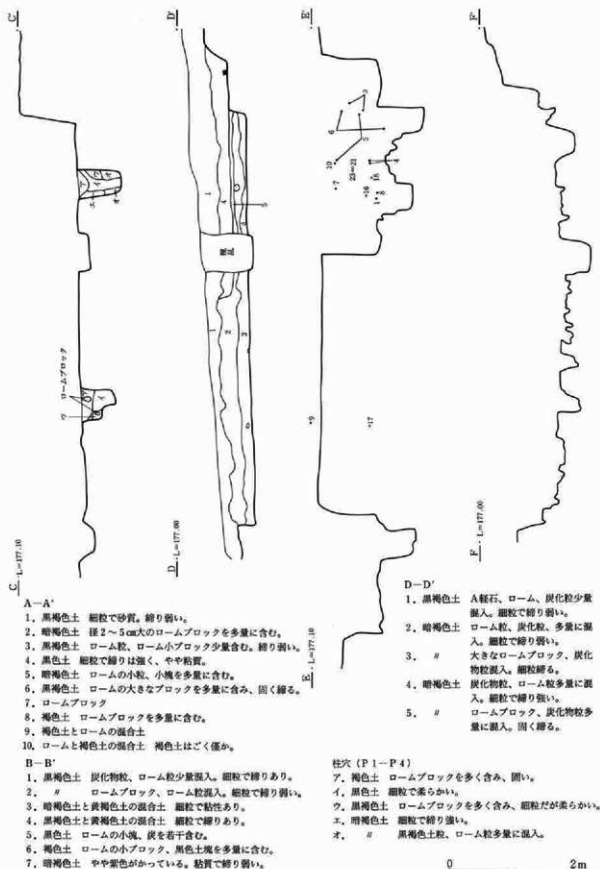 C′
D′
E′
F′
ロームブロック
C .L=177.10
D .L=177.00
E .L=177.10
F .L=177.00
A—A′
1．黒褐色土　細粒で砂質。締り弱い。
2．暗褐色土　径2～5㎝大のロームブロックを多量に含む。
3．黒褐色土　ローム粒、ローム小ブロック少量含む。締り弱い。
4．黒色土　細粒で締りは強く、やや粘質。
5．暗褐色土　ロームの小粒、小塊を多量に含む。
6．黒褐色土　ロームの大きなブロックを多量に含み、固く締る。
7．ロームブロック
8．褐色土　ロームブロックを多量に含む。
9．褐色土とロームの混合土
10．ロームと褐色土の混合土　褐色土はごく僅か。
B—B′
1．黒褐色土　炭化物粒、ローム粒少量混入。細粒で締りあり。
2．　〃　　ロームブロック、ローム粒混入。細粒で締り弱い。
3．暗褐色土と黄褐色土の混合土　細粒で粘性あり。
4．黒褐色土と黄褐色土の混合土　細粒で締りあり。
5．黒色土　ロームの小塊、炭を若干含む。
6．褐色土　ロームの小ブロック、黒色土塊を多量に含む。
7．暗褐色土　やや紫色がかっている。粘質で締り弱い。
D—D′
1．黒褐色土　A軽石、ローム、炭化粒少量
混入。細粒で締り弱い。
2．暗褐色土　ローム粒、炭化粒、多量に混
入。細粒で締り弱い。
3．　〃　　大きなロームブロック、炭化
物粒混入。細粒締る。
4．暗褐色土　炭化物粒、ローム粒多量に混
入。細粒で締り強い。
5．　〃　　ロームブロック、炭化物粒多
量に混入。固く締る。
柱穴（P1－P4）
ア．褐色土　ロームブロックを多く含み、固い。
イ．黒色土　細粒で柔らかい。
ウ．黒褐色土　ロームブロックを多く含み、細粒だが柔らかい。
エ．暗褐色土　細粒で締り強い。
オ．　〃　　黒褐色土粒、ローム粒多量に混入。
0　2m